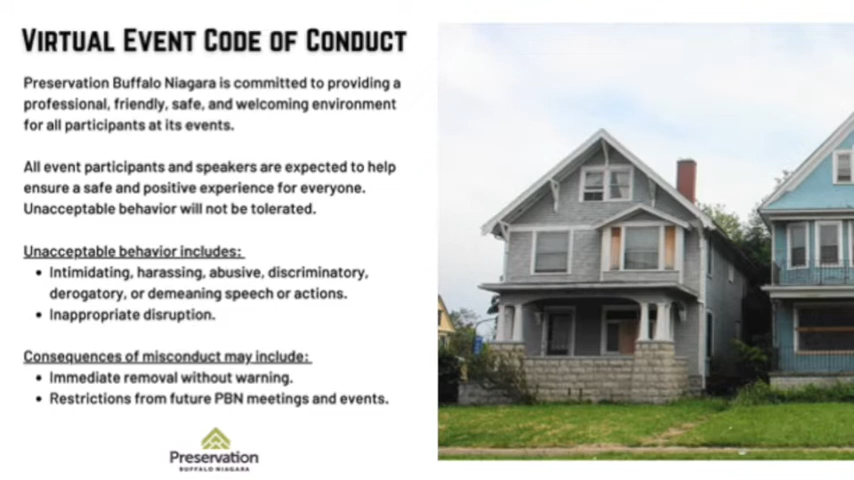 VIRTUAL EVENT CODE OF CONDUCT
Preservation Buffalo Niagara is committed to providing a
professional, friendly, safe, and welcoming environment
for all participants at its events.
All event participants and speakers are expected to help
ensure a safe and positive experience for everyone.
Unacceptable behavior will not be tolerated.
Unacceptable behavior includes:
• Intimidating, harassing, abusive, discriminatory,
derogatory, or demeaning speech or actions.
• Inappropriate disruption.
Consequences of misconduct may include:
• Immediate removal without warning.
• Restrictions from future PBN meetings and events.
Preservation
BUFFALO NIAGARA